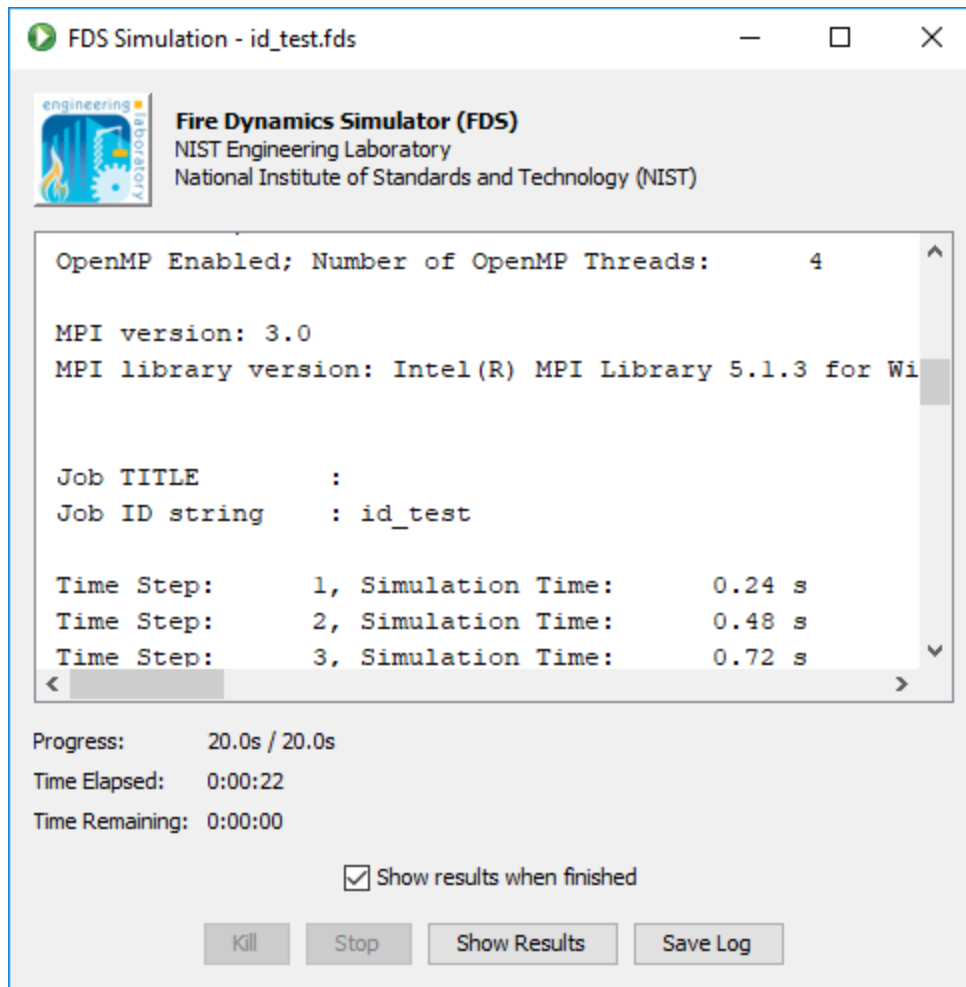 FDS Simulation - id_test.fds
engineering
laboratory
Fire Dynamics Simulator (FDS)
NIST Engineering Laboratory
National Institute of Standards and Technology (NIST)
OpenMP Enabled; Number of OpenMP Threads: 4
MPI version: 3.0
MPI library version: Intel(R) MPI Library 5.1.3 for Wi
Job TITLE :
Job ID string : id_test
Time Step: 1, Simulation Time: 0.24 s
Time Step: 2, Simulation Time: 0.48 s
Time Step: 3, Simulation Time: 0.72 s
Progress: 20.0s / 20.0s
Time Elapsed: 0:00:22
Time Remaining: 0:00:00
Show results when finished
Kill Stop Show Results Save Log